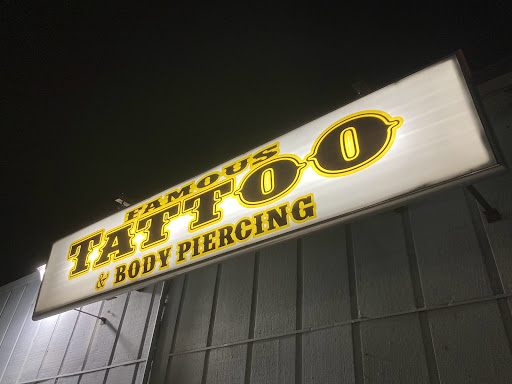 FAMOUS
TATTOO
& BODY PIERCING